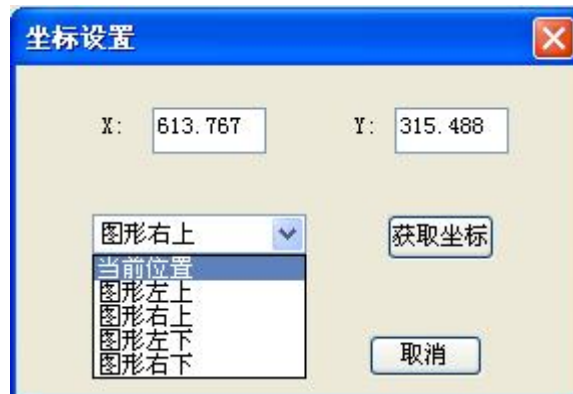 坐标设置
X: 613.767 Y: 315.488
图形右上 获取坐标
当前位置
图形左上
图形右上
图形左下
图形右下
取消